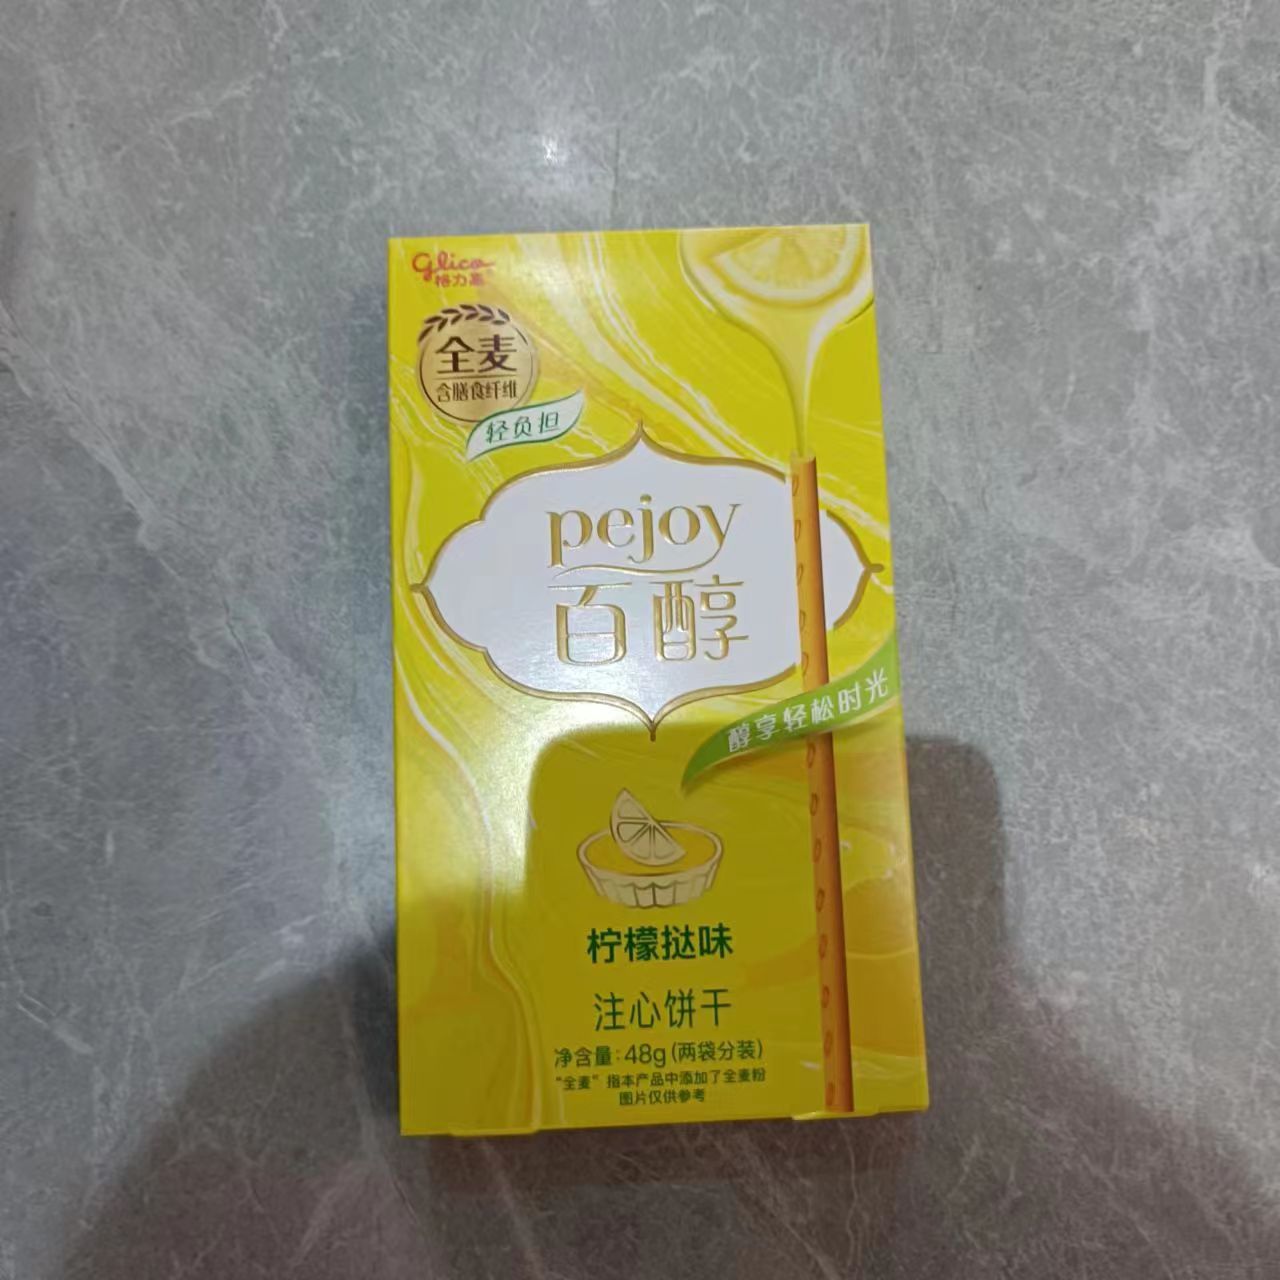 Glico
格力高
全麦
含膳食纤维
轻负担
pejoy
百醇
醇享轻松时光
柠檬挞味
注心饼干
净含量:48g(两袋分装)
“全麦”指本产品中添加了全麦粉
图片仅供参考